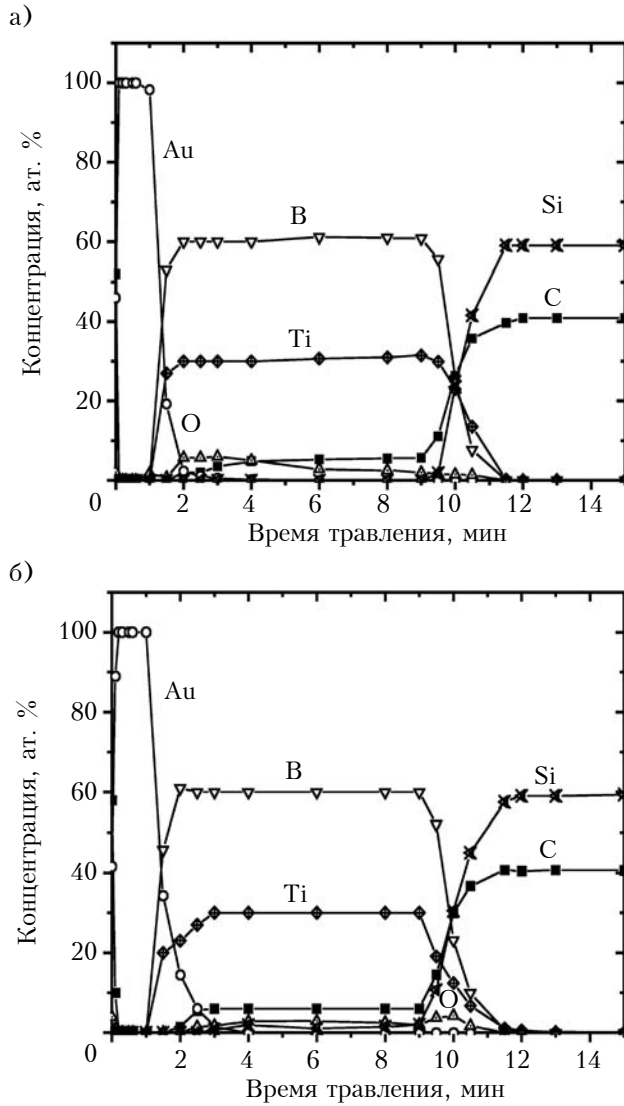 а)
100
Au
80
B
Si
60
C
40
Ti
20
O
0 2 4 6 8 10 12 14
Концентрация, ат. %
Время травления, мин
б)
100
Au
80
B
Si
60
C
40
Ti
20
O
0 2 4 6 8 10 12 14
Концентрация, ат. %
Время травления, мин